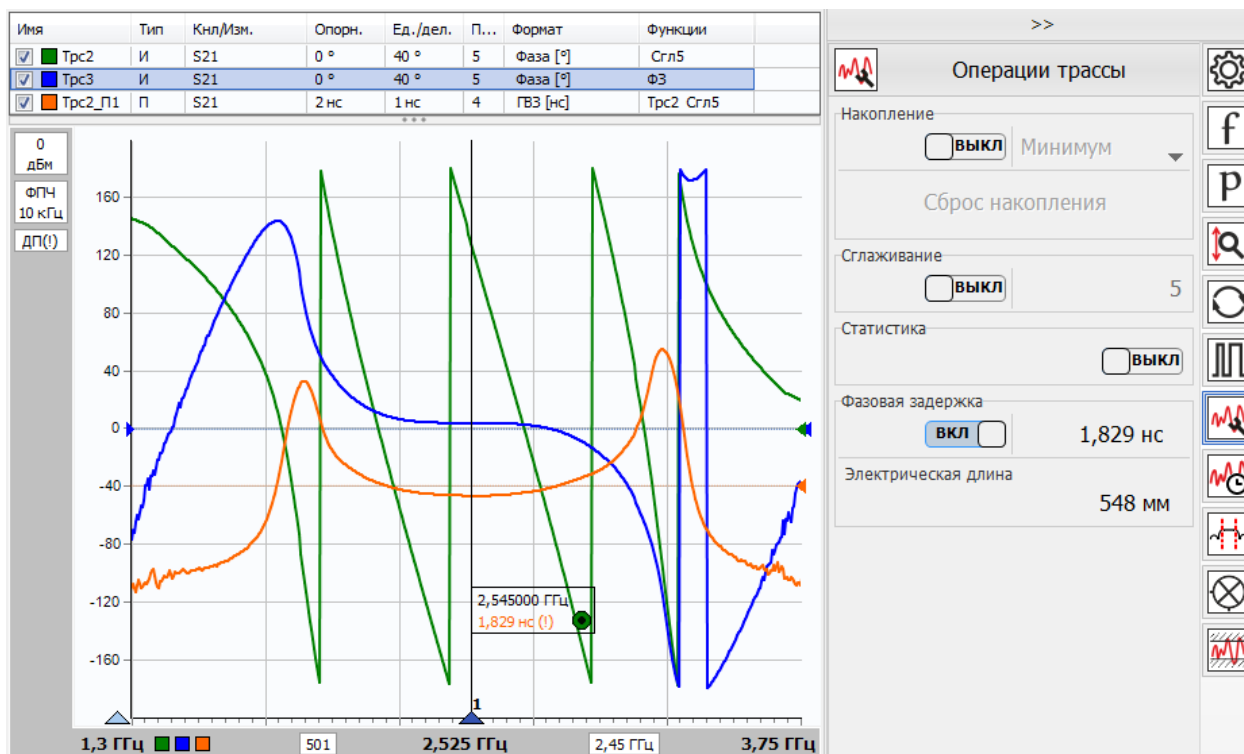 Имя Тип Кнл/Изм. Опорн. Ед./дел. П... Формат Функции
Трс2 И S21 0 ° 40 ° 5 Фаза [°] Сгл5
Трс3 И S21 0 ° 40 ° 5 Фаза [°] ФЗ
Трс2_П1 П S21 2 нс 1 нс 4 ГВЗ [нс] Трс2 Сгл5
0
дБм
ФПЧ
10 кГц
ДП(!)
160
120
80
40
0
-40
-80
-120
-160
2,545000 ГГц
1,829 нс (!)
1
1,3 ГГц 501 2,525 ГГц 2,45 ГГц 3,75 ГГц
>>
Операции трассы
Накопление
ВЫКЛ Минимум
Сброс накопления
Сглаживание
ВЫКЛ 5
Статистика
ВЫКЛ
Фазовая задержка
ВКЛ 1,829 нс
Электрическая длина
548 мм
f
p